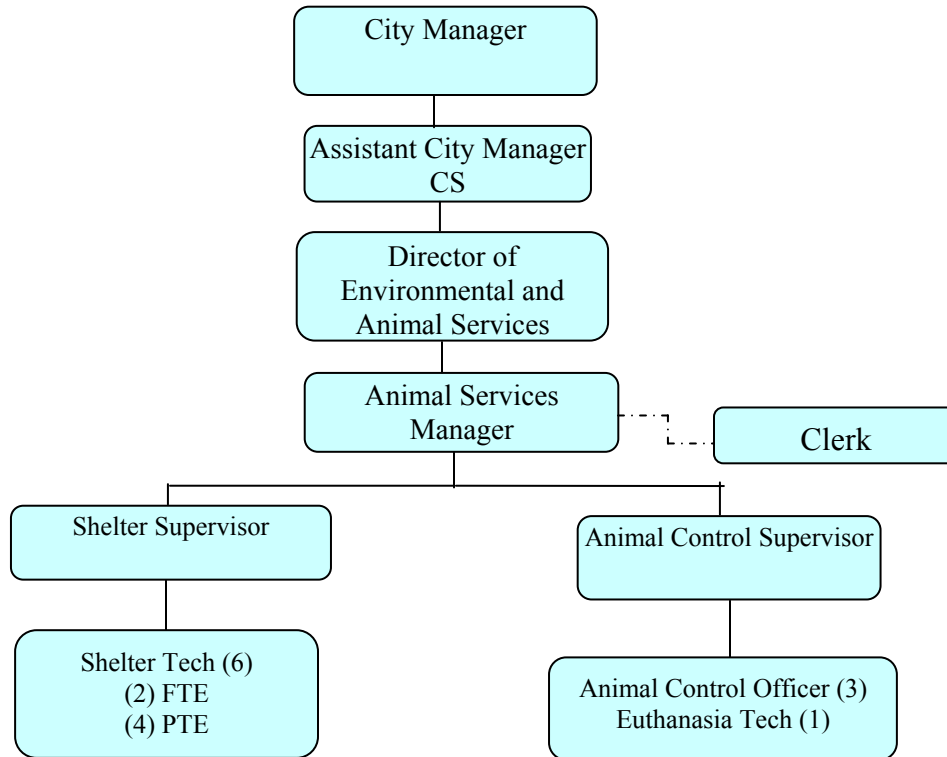 City Manager
Assistant City Manager
CS
Director of
Environmental and
Animal Services
Animal Services
Manager
Clerk
Shelter Supervisor
Animal Control Supervisor
Shelter Tech (6)
(2) FTE
(4) PTE
Animal Control Officer (3)
Euthanasia Tech (1)